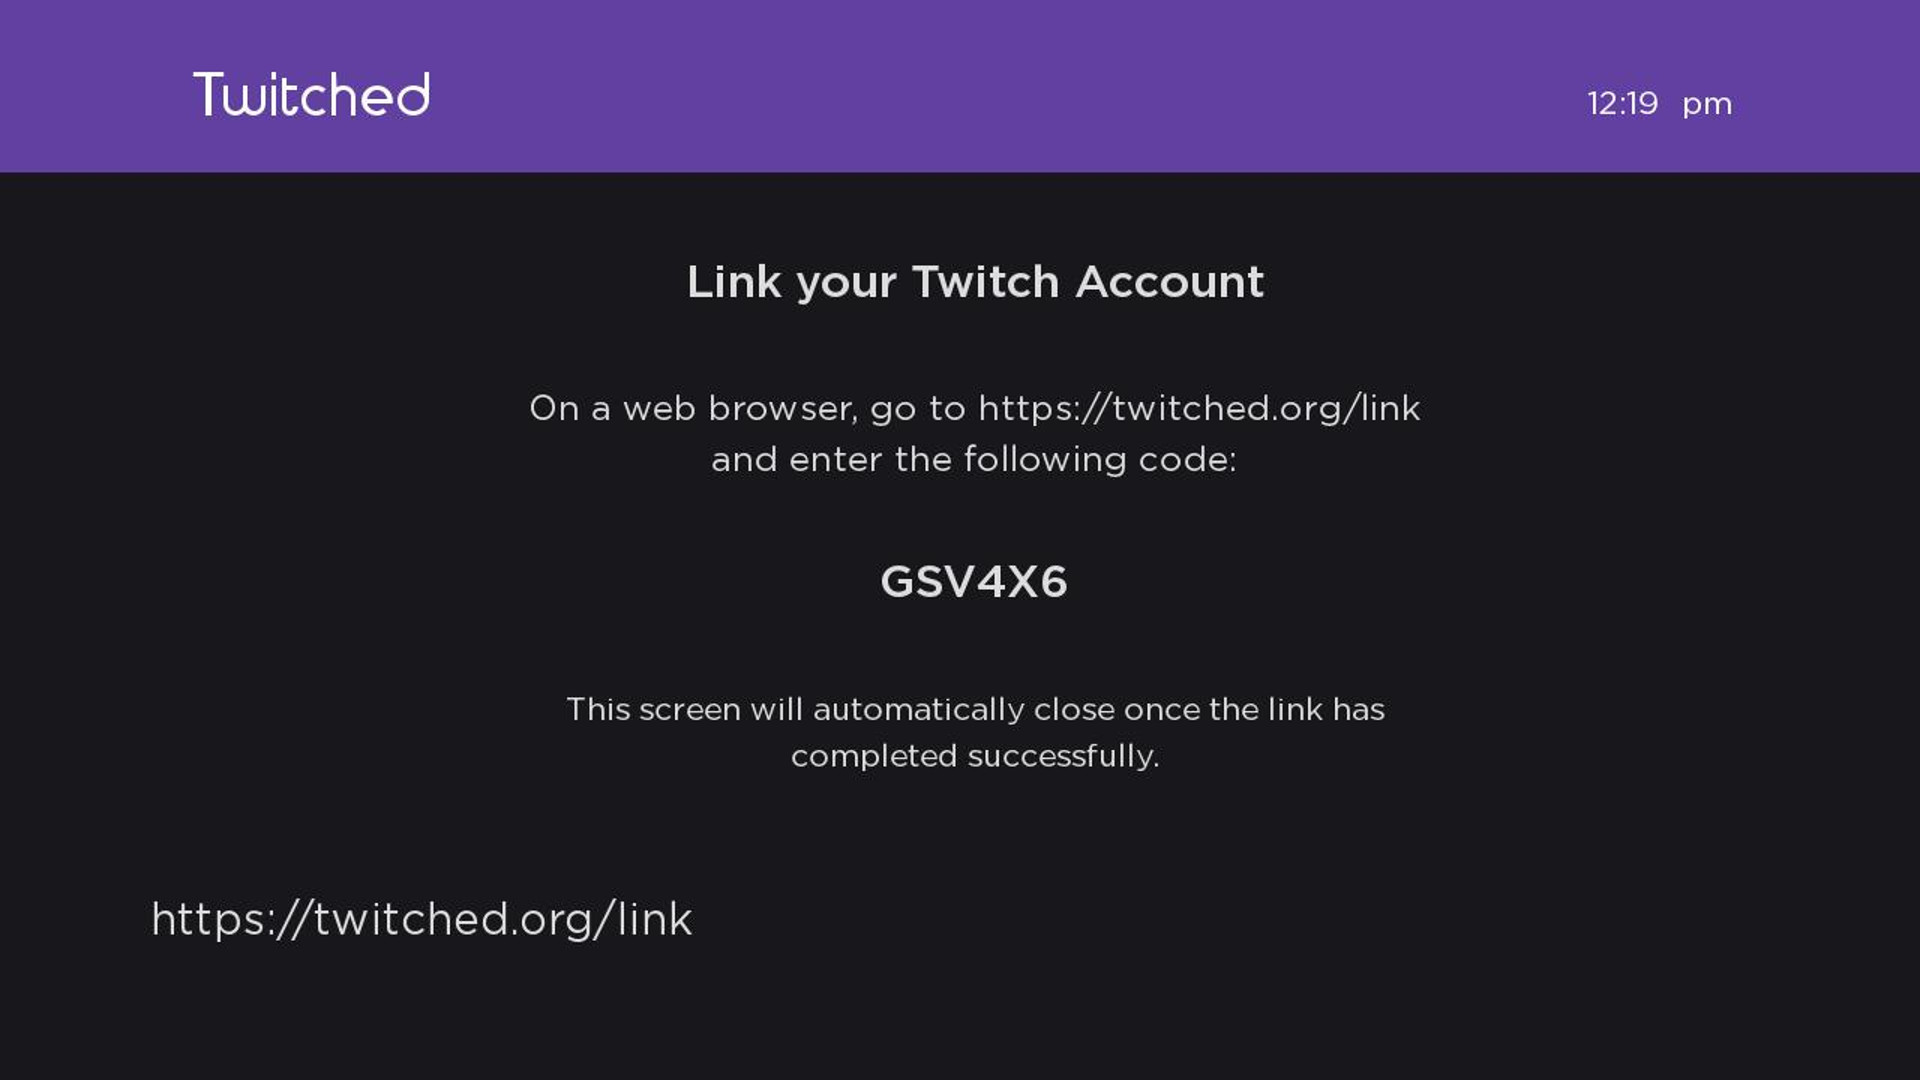 Twitched
12:19 pm
Link your Twitch Account
On a web browser, go to https://twitched.org/link
and enter the following code:
GSV4X6
This screen will automatically close once the link has
completed successfully.
https://twitched.org/link